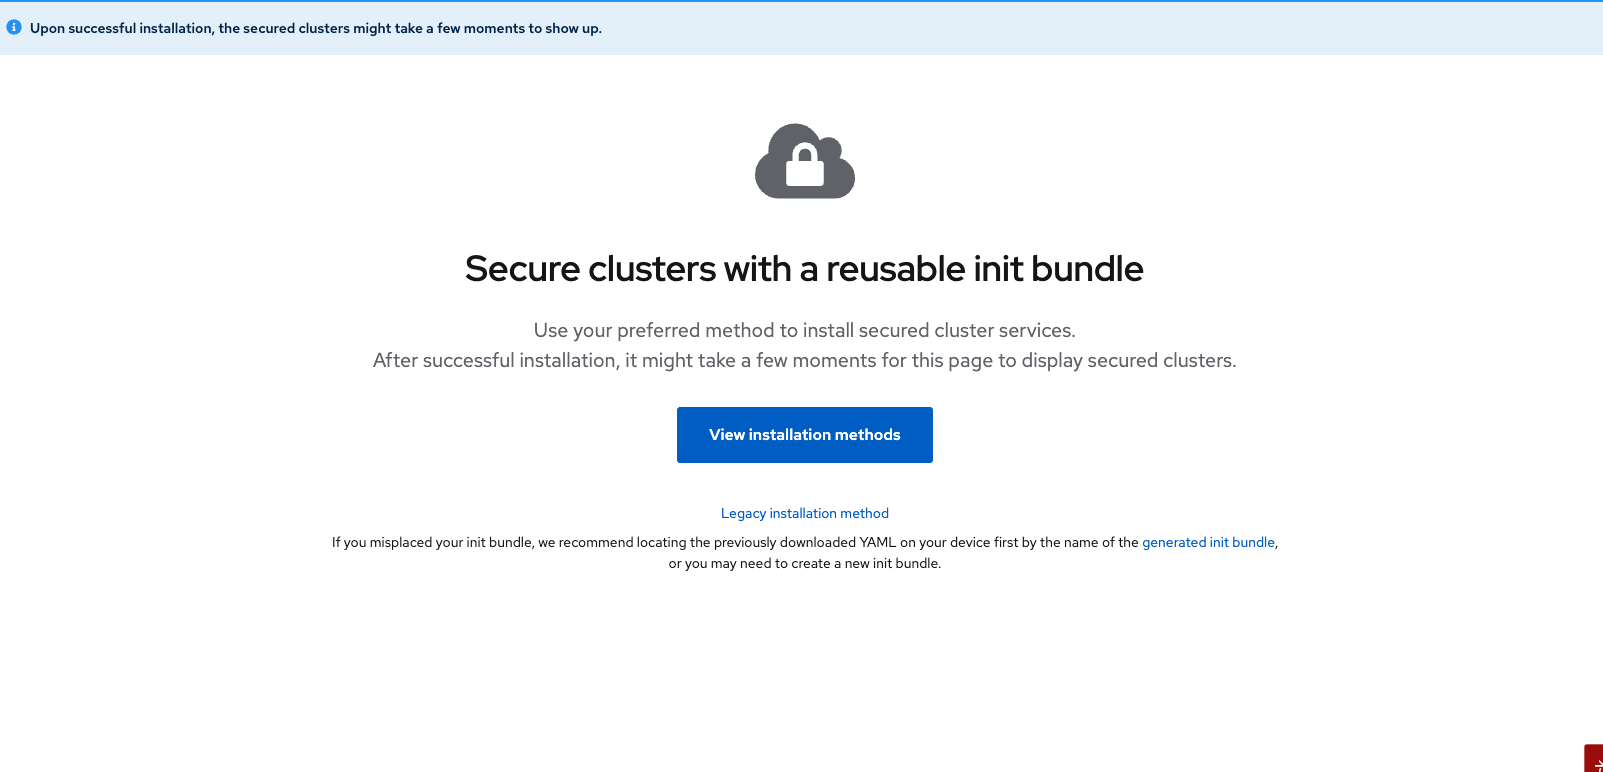 Upon successful installation, the secured clusters might take a few moments to show up.
Secure clusters with a reusable init bundle
Use your preferred method to install secured cluster services.
After successful installation, it might take a few moments for this page to display secured clusters.
View installation methods
Legacy installation method
If you misplaced your init bundle, we recommend locating the previously downloaded YAML on your device first by the name of the generated init bundle,
or you may need to create a new init bundle.